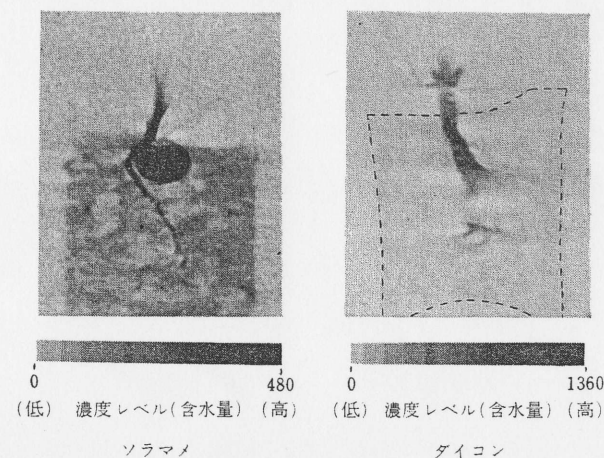 0 480 0 1360
(低) 濃度レベル(含水量) (高) (低) 濃度レベル(含水量) (高)
ソラマメ ダイコン